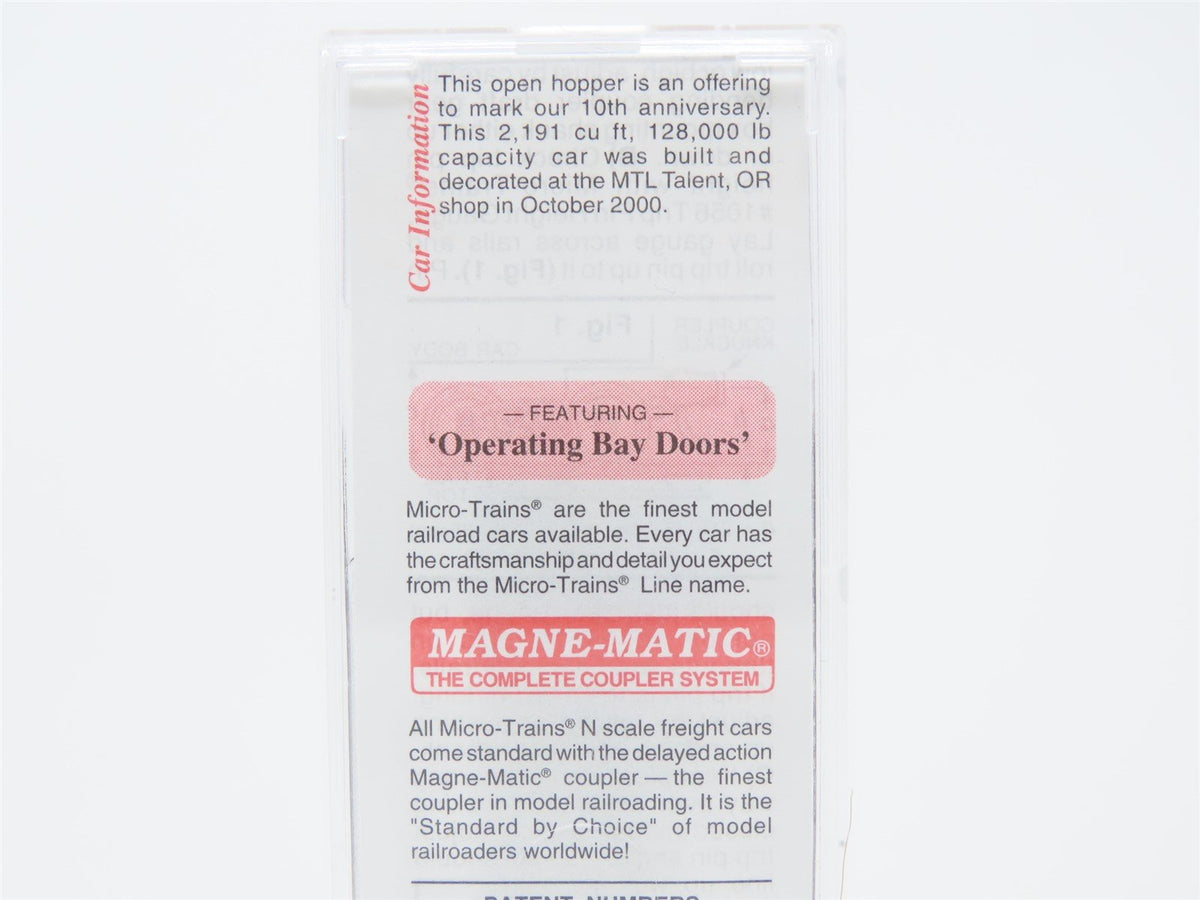 Car Information
This open hopper is an offering
to mark our 10th anniversary.
This 2,191 cu ft, 128,000 lb
capacity car was built and
decorated at the MTL Talent, OR
shop in October 2000.
— FEATURING —
‘Operating Bay Doors’
Micro-Trains® are the finest model
railroad cars available. Every car has
the craftsmanship and detail you expect
from the Micro-Trains® Line name.
MAGNE-MATIC®
THE COMPLETE COUPLER SYSTEM
All Micro-Trains® N scale freight cars
come standard with the delayed action
Magne-Matic® coupler — the finest
coupler in model railroading. It is the
"Standard by Choice" of model
railroaders worldwide!
PATENT NUMBERS